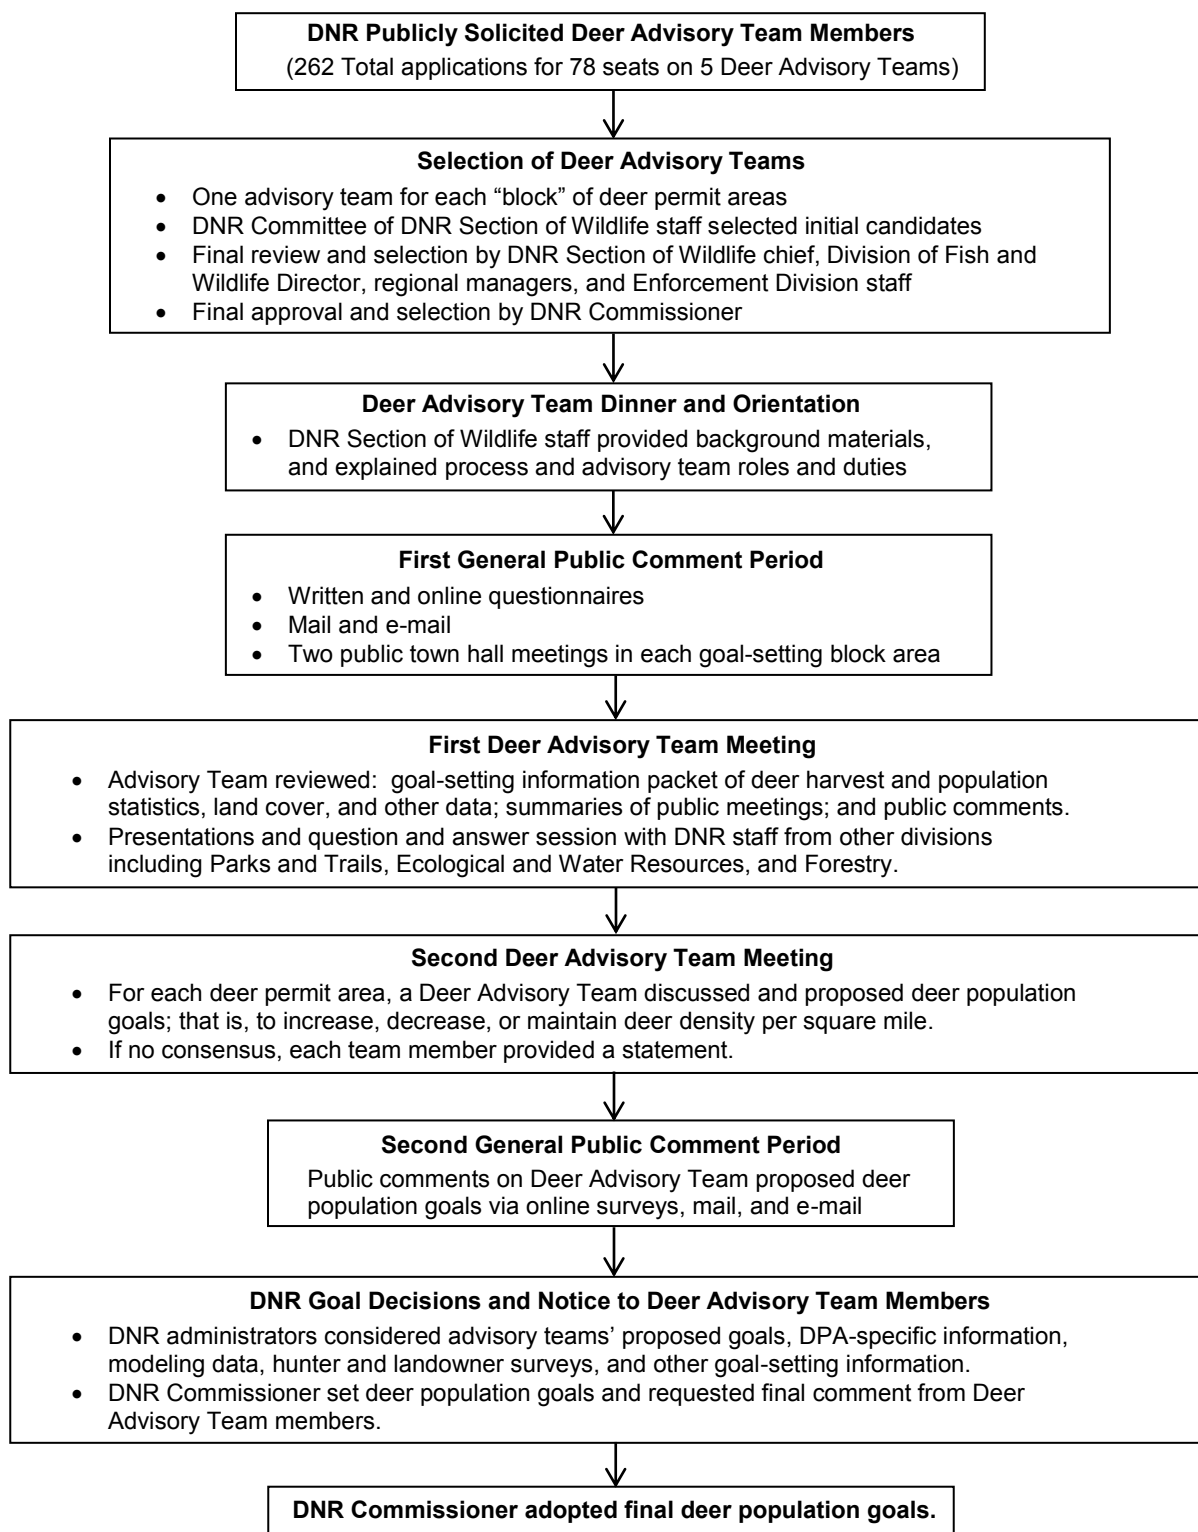 DNR Publicly Solicited Deer Advisory Team Members
(262 Total applications for 78 seats on 5 Deer Advisory Teams)
Selection of Deer Advisory Teams
• One advisory team for each “block” of deer permit areas
• DNR Committee of DNR Section of Wildlife staff selected initial candidates
• Final review and selection by DNR Section of Wildlife chief, Division of Fish and
Wildlife Director, regional managers, and Enforcement Division staff
• Final approval and selection by DNR Commissioner
Deer Advisory Team Dinner and Orientation
• DNR Section of Wildlife staff provided background materials,
and explained process and advisory team roles and duties
First General Public Comment Period
• Written and online questionnaires
• Mail and e-mail
• Two public town hall meetings in each goal-setting block area
First Deer Advisory Team Meeting
• Advisory Team reviewed:  goal-setting information packet of deer harvest and population
statistics, land cover, and other data; summaries of public meetings; and public comments.
• Presentations and question and answer session with DNR staff from other divisions
including Parks and Trails, Ecological and Water Resources, and Forestry.
Second Deer Advisory Team Meeting
• For each deer permit area, a Deer Advisory Team discussed and proposed deer population
goals; that is, to increase, decrease, or maintain deer density per square mile.
• If no consensus, each team member provided a statement.
Second General Public Comment Period
Public comments on Deer Advisory Team proposed deer
population goals via online surveys, mail, and e-mail
DNR Goal Decisions and Notice to Deer Advisory Team Members
• DNR administrators considered advisory teams’ proposed goals, DPA-specific information,
modeling data, hunter and landowner surveys, and other goal-setting information.
• DNR Commissioner set deer population goals and requested final comment from Deer
Advisory Team members.
DNR Commissioner adopted final deer population goals.